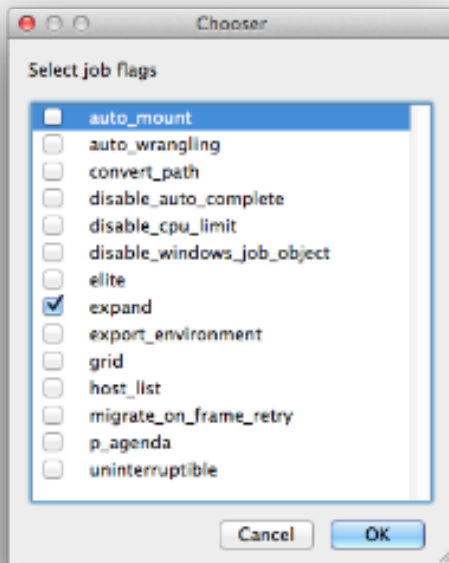 Chooser
Select job flags
auto_mount
auto_wrangling
convert_path
disable_auto_complete
disable_cpu_limit
disable_windows_job_object
elite
expand
export_environment
grid
host_list
migrate_on_frame_retry
p_agenda
uninterruptible
Cancel OK